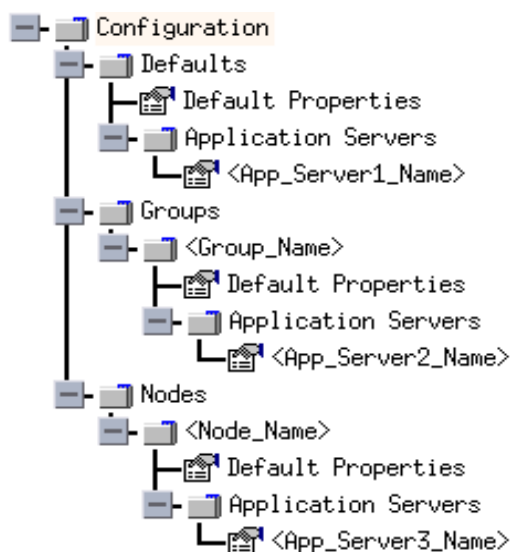 Configuration
Defaults
Default Properties
Application Servers
<App_Server1_Name>
Groups
<Group_Name>
Default Properties
Application Servers
<App_Server2_Name>
Nodes
<Node_Name>
Default Properties
Application Servers
<App_Server3_Name>